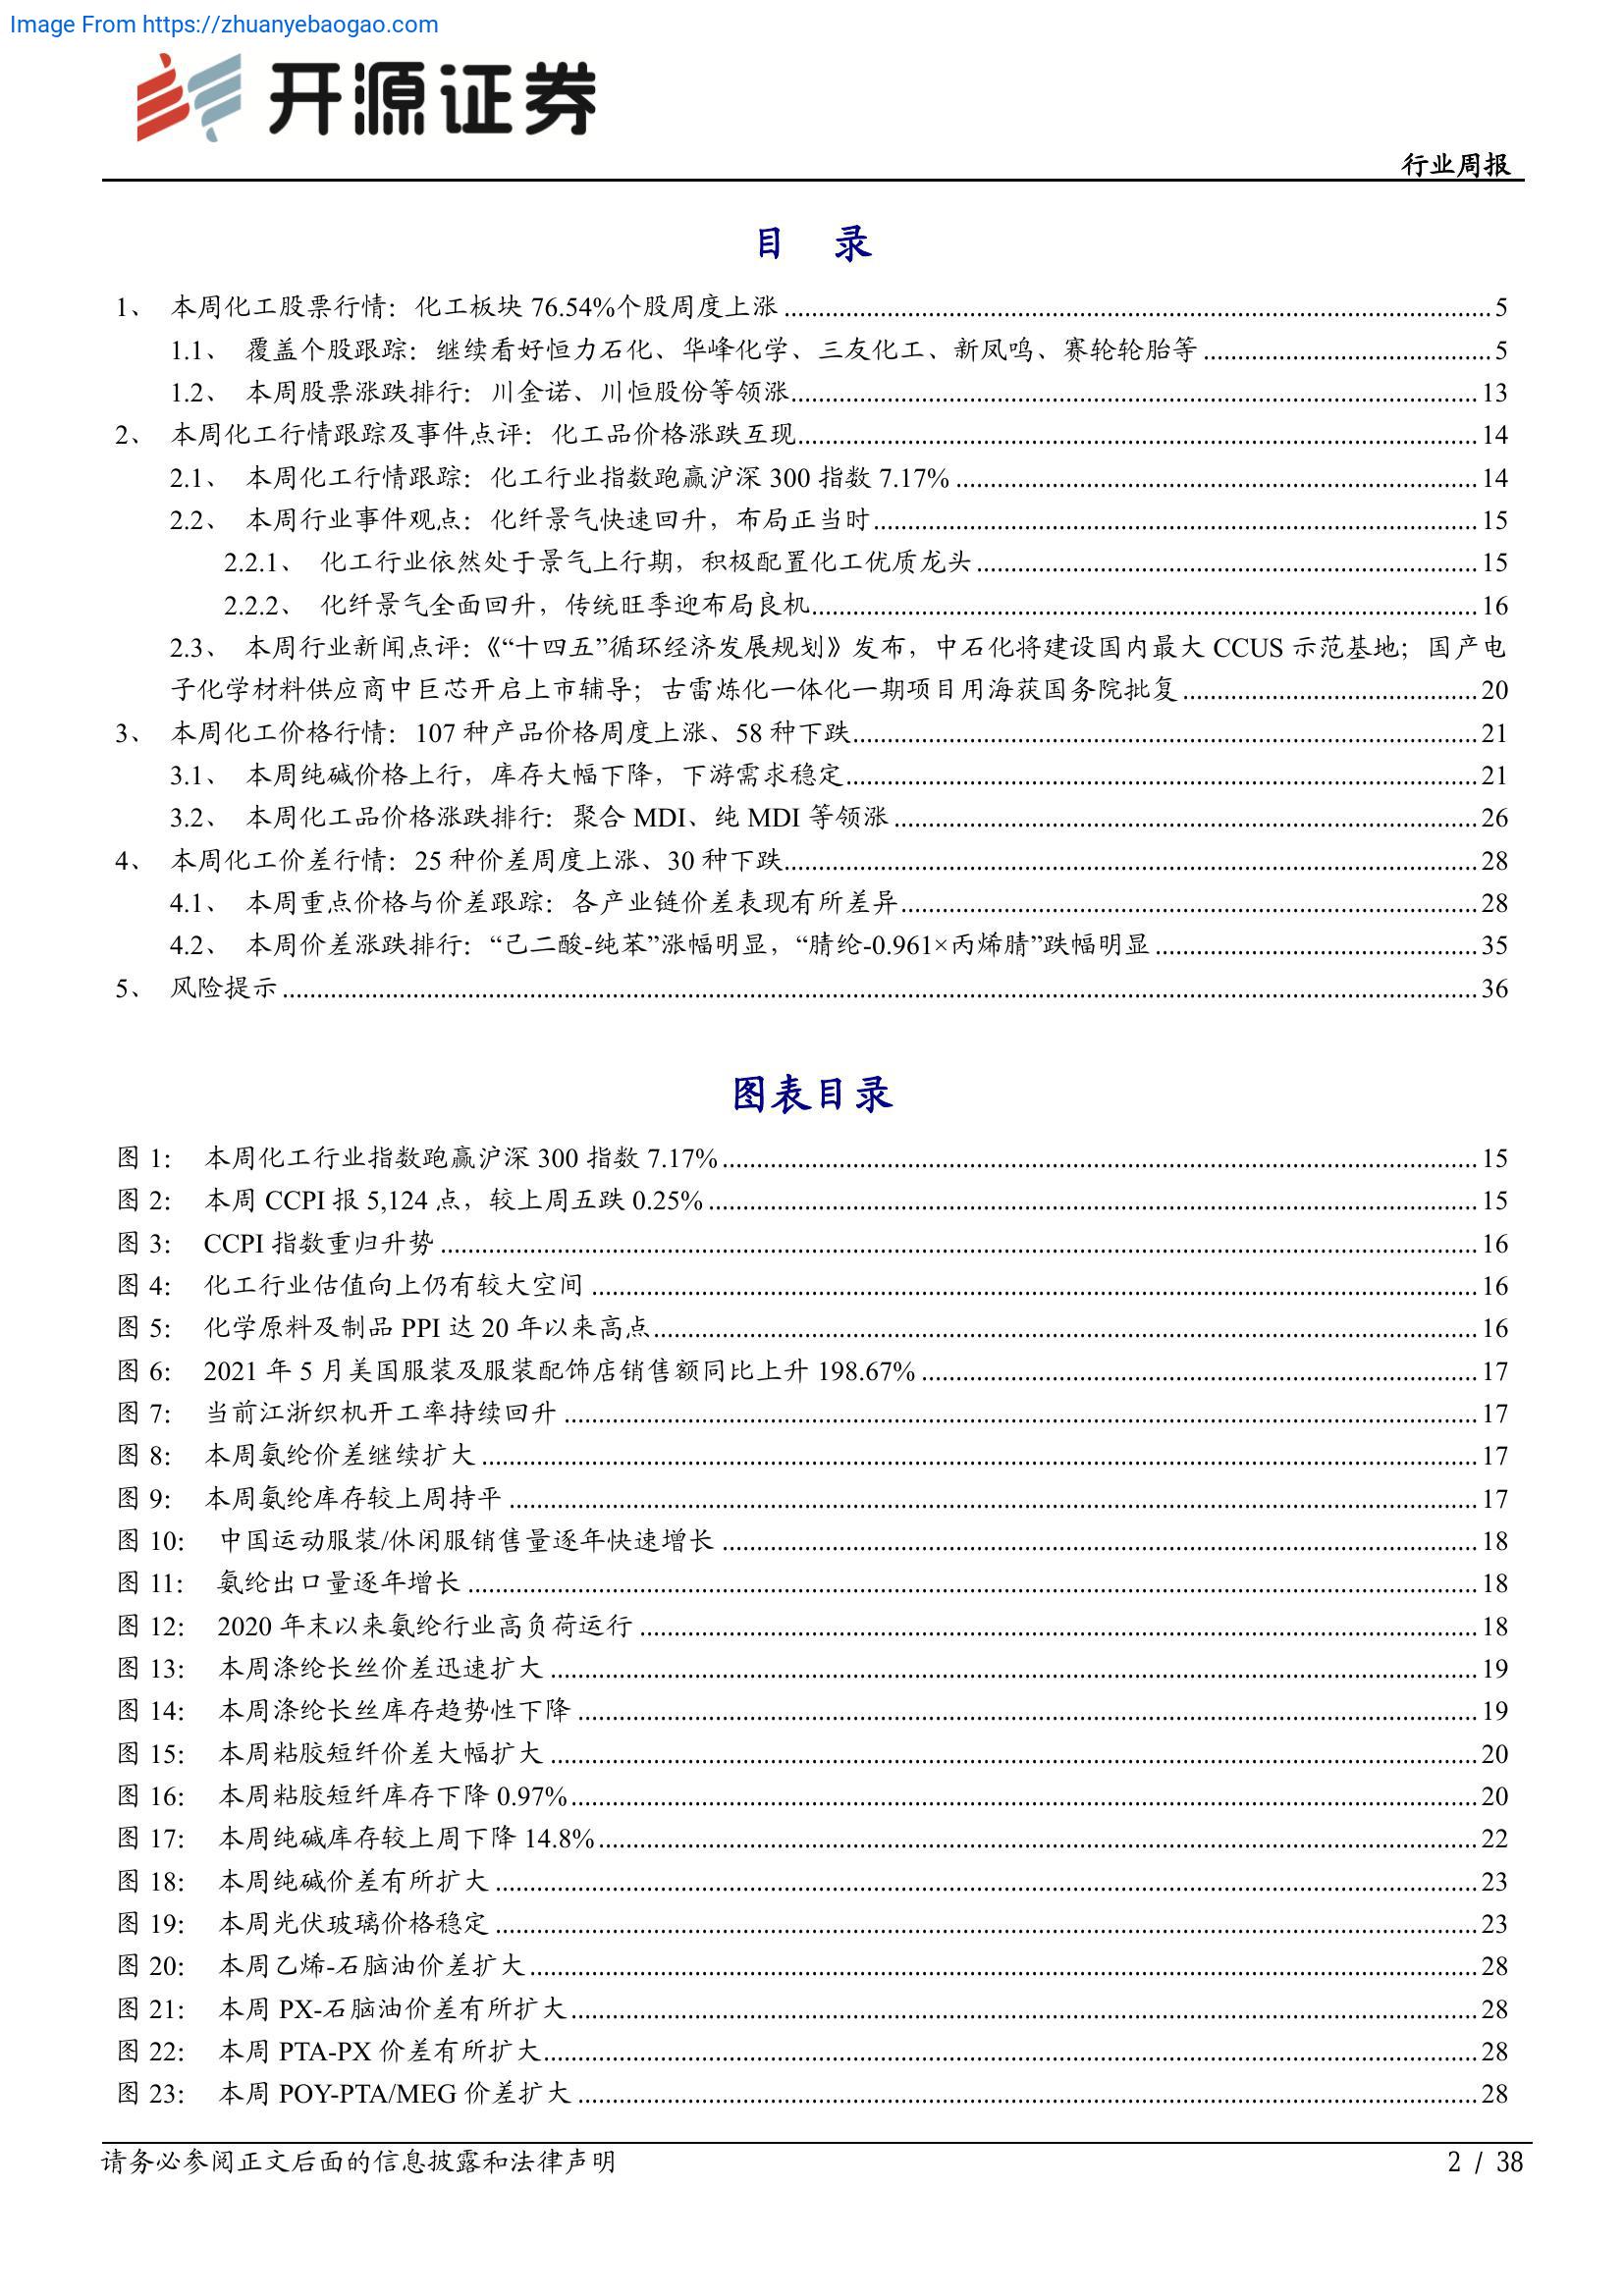 Image From https://zhuanyebaogao.com
开源证券
行业周报
目 录
1、 本周化工股票行情：化工板块 76.54%个股周度上涨 5
1.1、 覆盖个股跟踪：继续看好恒力石化、华峰化学、三友化工、新凤鸣、赛轮轮胎等 5
1.2、 本周股票涨跌排行：川金诺、川恒股份等领涨 13
2、 本周化工行情跟踪及事件点评：化工品价格涨跌互现 14
2.1、 本周化工行情跟踪：化工行业指数跑赢沪深 300 指数 7.17% 14
2.2、 本周行业事件观点：化纤景气快速回升，布局正当时 15
2.2.1、 化工行业依然处于景气上行期，积极配置化工优质龙头 15
2.2.2、 化纤景气全面回升，传统旺季迎布局良机 16
2.3、 本周行业新闻点评：《“十四五”循环经济发展规划》发布，中石化将建设国内最大 CCUS 示范基地；国产电
子化学材料供应商中巨芯开启上市辅导；古雷炼化一体化一期项目用海获国务院批复 20
3、 本周化工价格行情：107 种产品价格周度上涨、58 种下跌 21
3.1、 本周纯碱价格上行，库存大幅下降，下游需求稳定 21
3.2、 本周化工品价格涨跌排行：聚合 MDI、纯 MDI 等领涨 26
4、 本周化工价差行情：25 种价差周度上涨、30 种下跌 28
4.1、 本周重点价格与价差跟踪：各产业链价差表现有所差异 28
4.2、 本周价差涨跌排行：“己二酸-纯苯”涨幅明显，“腈纶-0.961×丙烯腈”跌幅明显 35
5、 风险提示 36
图表目录
图 1： 本周化工行业指数跑赢沪深 300 指数 7.17% 15
图 2： 本周 CCPI 报 5,124 点，较上周五跌 0.25% 15
图 3： CCPI 指数重归升势 16
图 4： 化工行业估值向上仍有较大空间 16
图 5： 化学原料及制品 PPI 达 20 年以来高点 16
图 6： 2021 年 5 月美国服装及服装配饰店销售额同比上升 198.67% 17
图 7： 当前江浙织机开工率持续回升 17
图 8： 本周氨纶价差继续扩大 17
图 9： 本周氨纶库存较上周持平 17
图 10： 中国运动服装/休闲服销售量逐年快速增长 18
图 11： 氨纶出口量逐年增长 18
图 12： 2020 年末以来氨纶行业高负荷运行 18
图 13： 本周涤纶长丝价差迅速扩大 19
图 14： 本周涤纶长丝库存趋势性下降 19
图 15： 本周粘胶短纤价差大幅扩大 20
图 16： 本周粘胶短纤库存下降 0.97% 20
图 17： 本周纯碱库存较上周下降 14.8% 22
图 18： 本周纯碱价差有所扩大 23
图 19： 本周光伏玻璃价格稳定 23
图 20： 本周乙烯-石脑油价差扩大 28
图 21： 本周 PX-石脑油价差有所扩大 28
图 22： 本周 PTA-PX 价差有所扩大 28
图 23： 本周 POY-PTA/MEG 价差扩大 28
请务必参阅正文后面的信息披露和法律声明 2 / 38